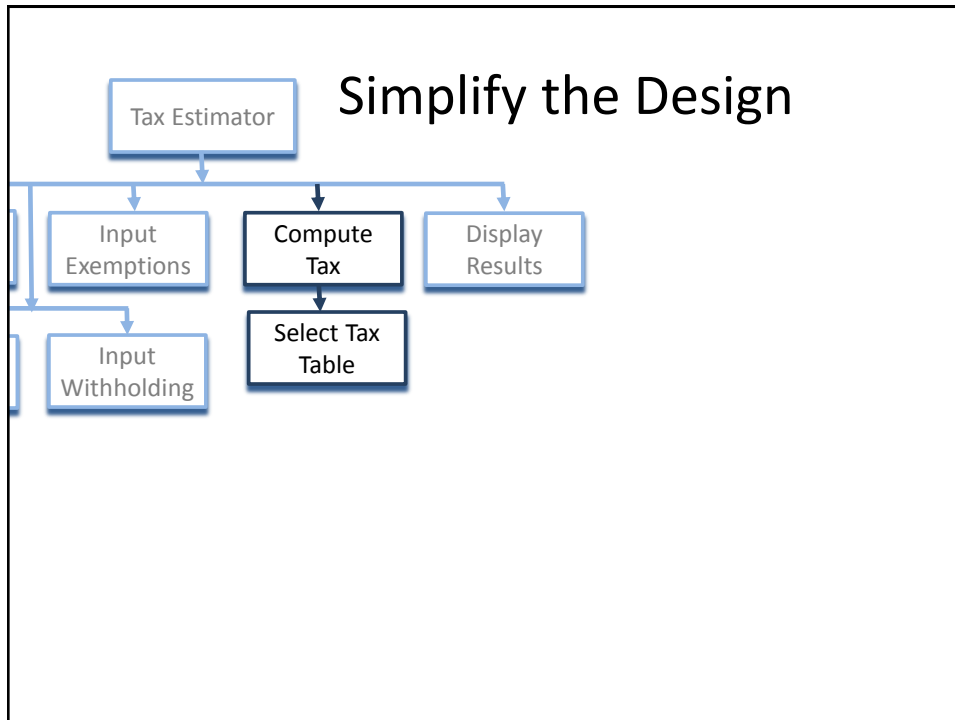 Simplify the Design
Tax Estimator
Input
Exemptions
Compute
Tax
Display
Results
Input
Withholding
Select Tax
Table